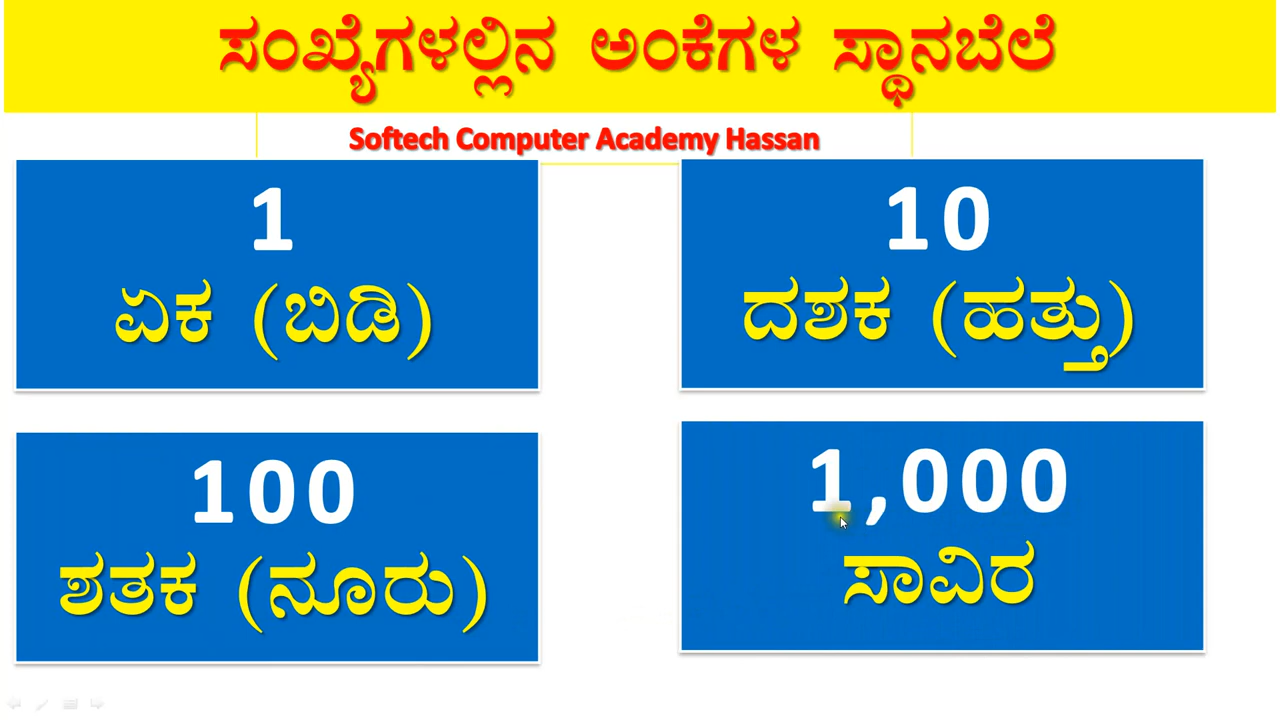 ಸಂಖ್ಯೆಗಳಲ್ಲಿನ ಅಂಕೆಗಳ ಸ್ಥಾನಬೆಲೆ
Softech Computer Academy Hassan
1
ಏಕ (ಬಿಡಿ)
10
ದಶಕ (ಹತ್ತು)
100
ಶತಕ (ನೂರು)
1,000
ಸಾವಿರ